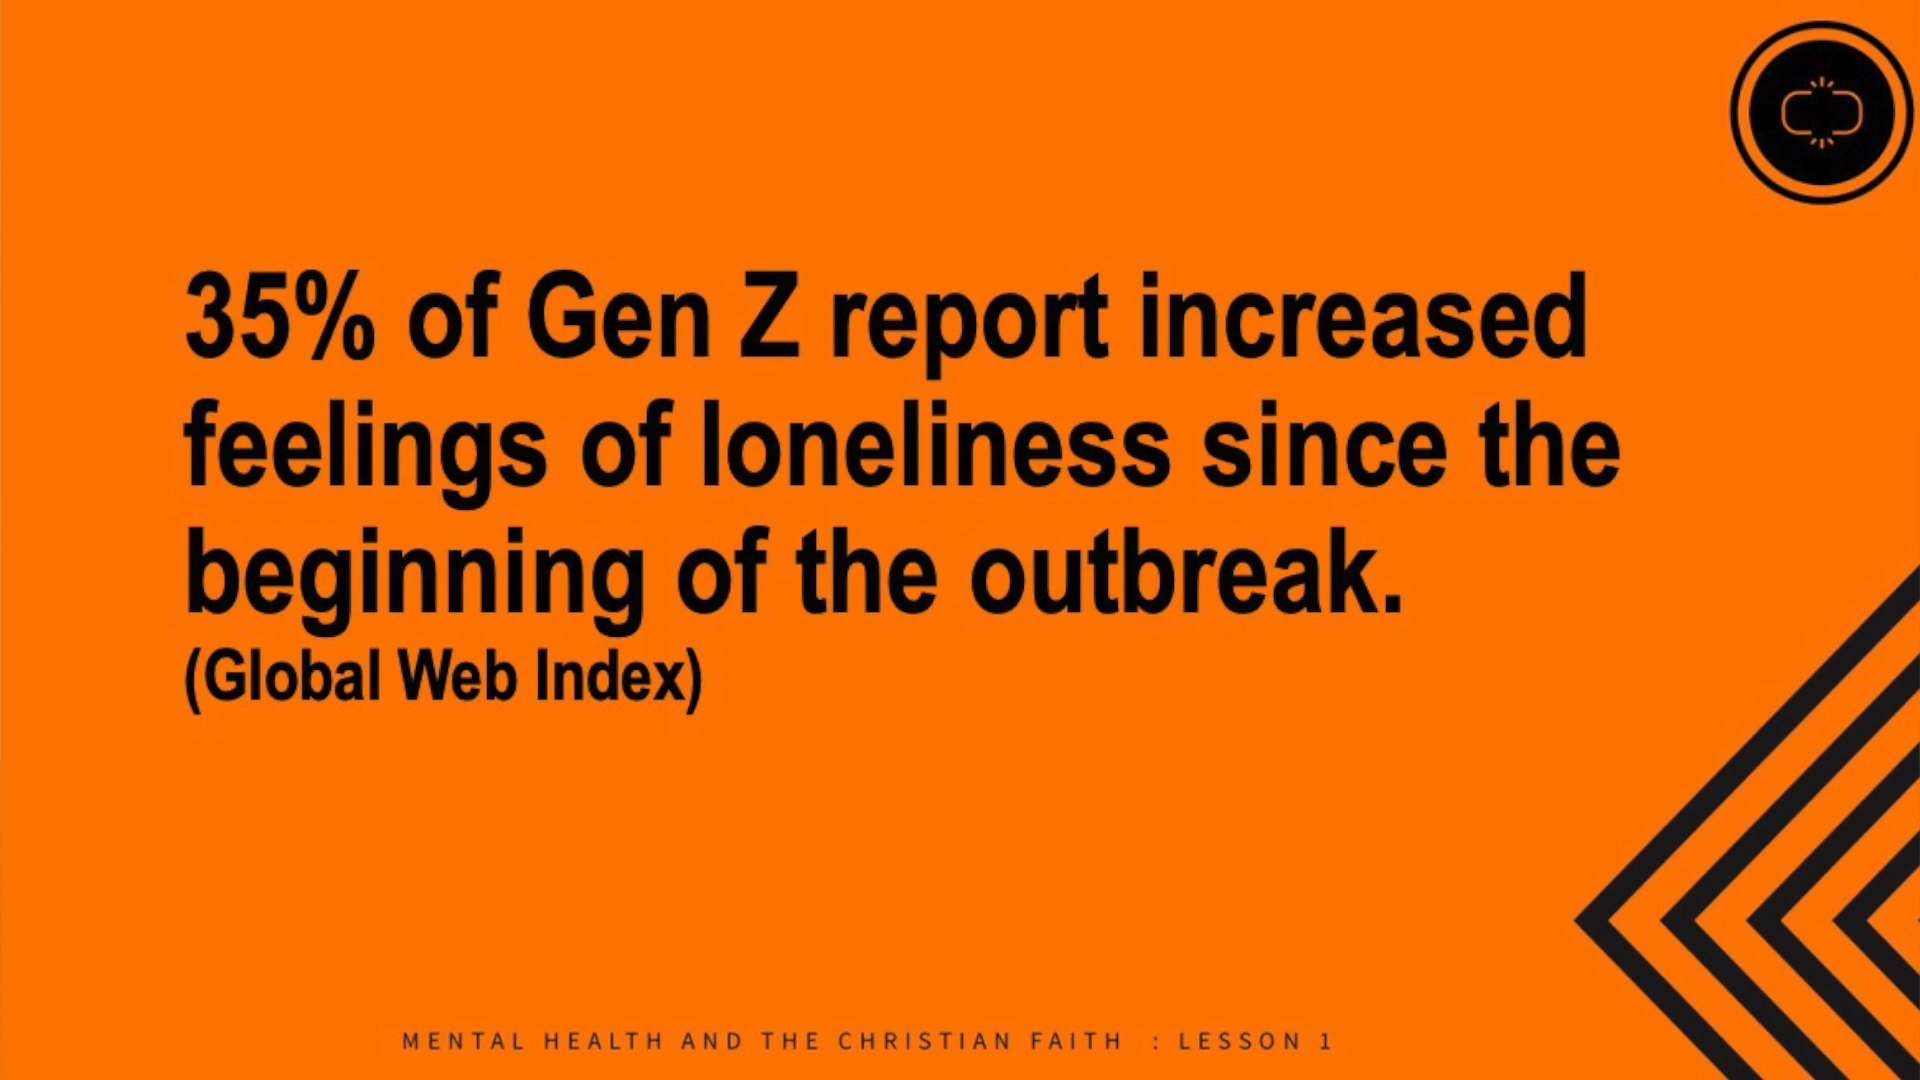 35% of Gen Z report increased
feelings of loneliness since the
beginning of the outbreak.
(Global Web Index)
MENTAL HEALTH AND THE CHRISTIAN FAITH : LESSON 1